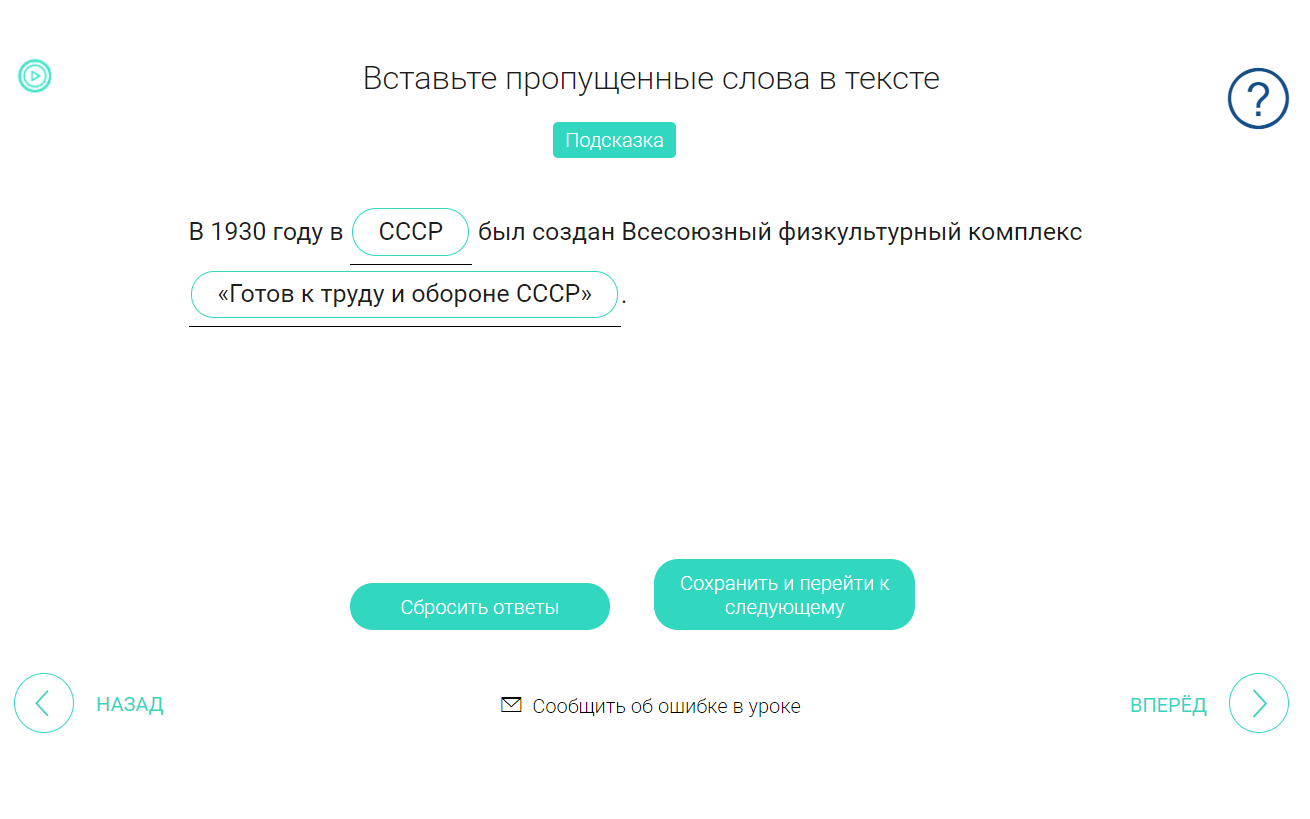 Вставьте пропущенные слова в тексте
?
Подсказка
В 1930 году в СССР был создан Всесоюзный физкультурный комплекс
«Готов к труду и обороне СССР».
Сбросить ответы
Сохранить и перейти к
следующему
НАЗАД
Сообщить об ошибке в уроке
ВПЕРЁД